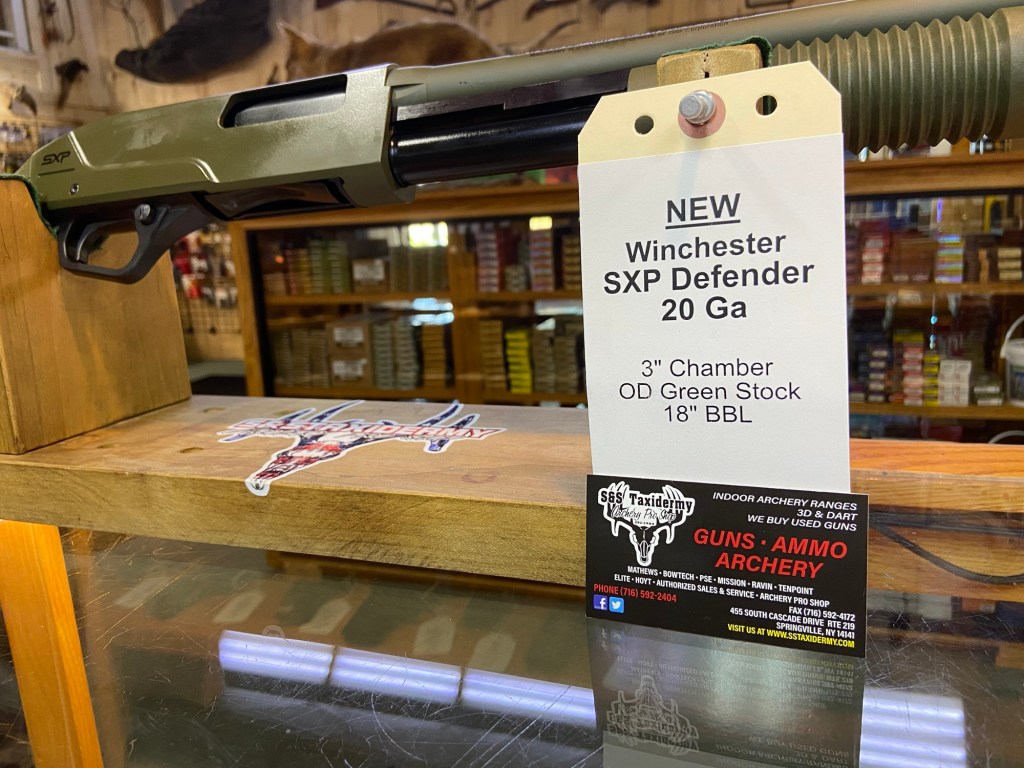 SXP
NEW
Winchester
SXP Defender
20 Ga
3" Chamber
OD Green Stock
18" BBL
S&S TAXIDERMY
S&S Taxidermy
Archery Pro Shop
INDOOR ARCHERY RANGES
3D & DART
WE BUY USED GUNS
GUNS · AMMO
ARCHERY
MATHEWS · BOWTECH · PSE · MISSION · RAVIN · TENPOINT
ELITE · HOYT · AUTHORIZED SALES & SERVICE · ARCHERY PRO SHOP
PHONE (716) 592-2404
FAX (716) 592-4172
455 SOUTH CASCADE DRIVE RTE 219
SPRINGVILLE, NY 14141
VISIT US AT WWW.SSTAXIDERMY.COM